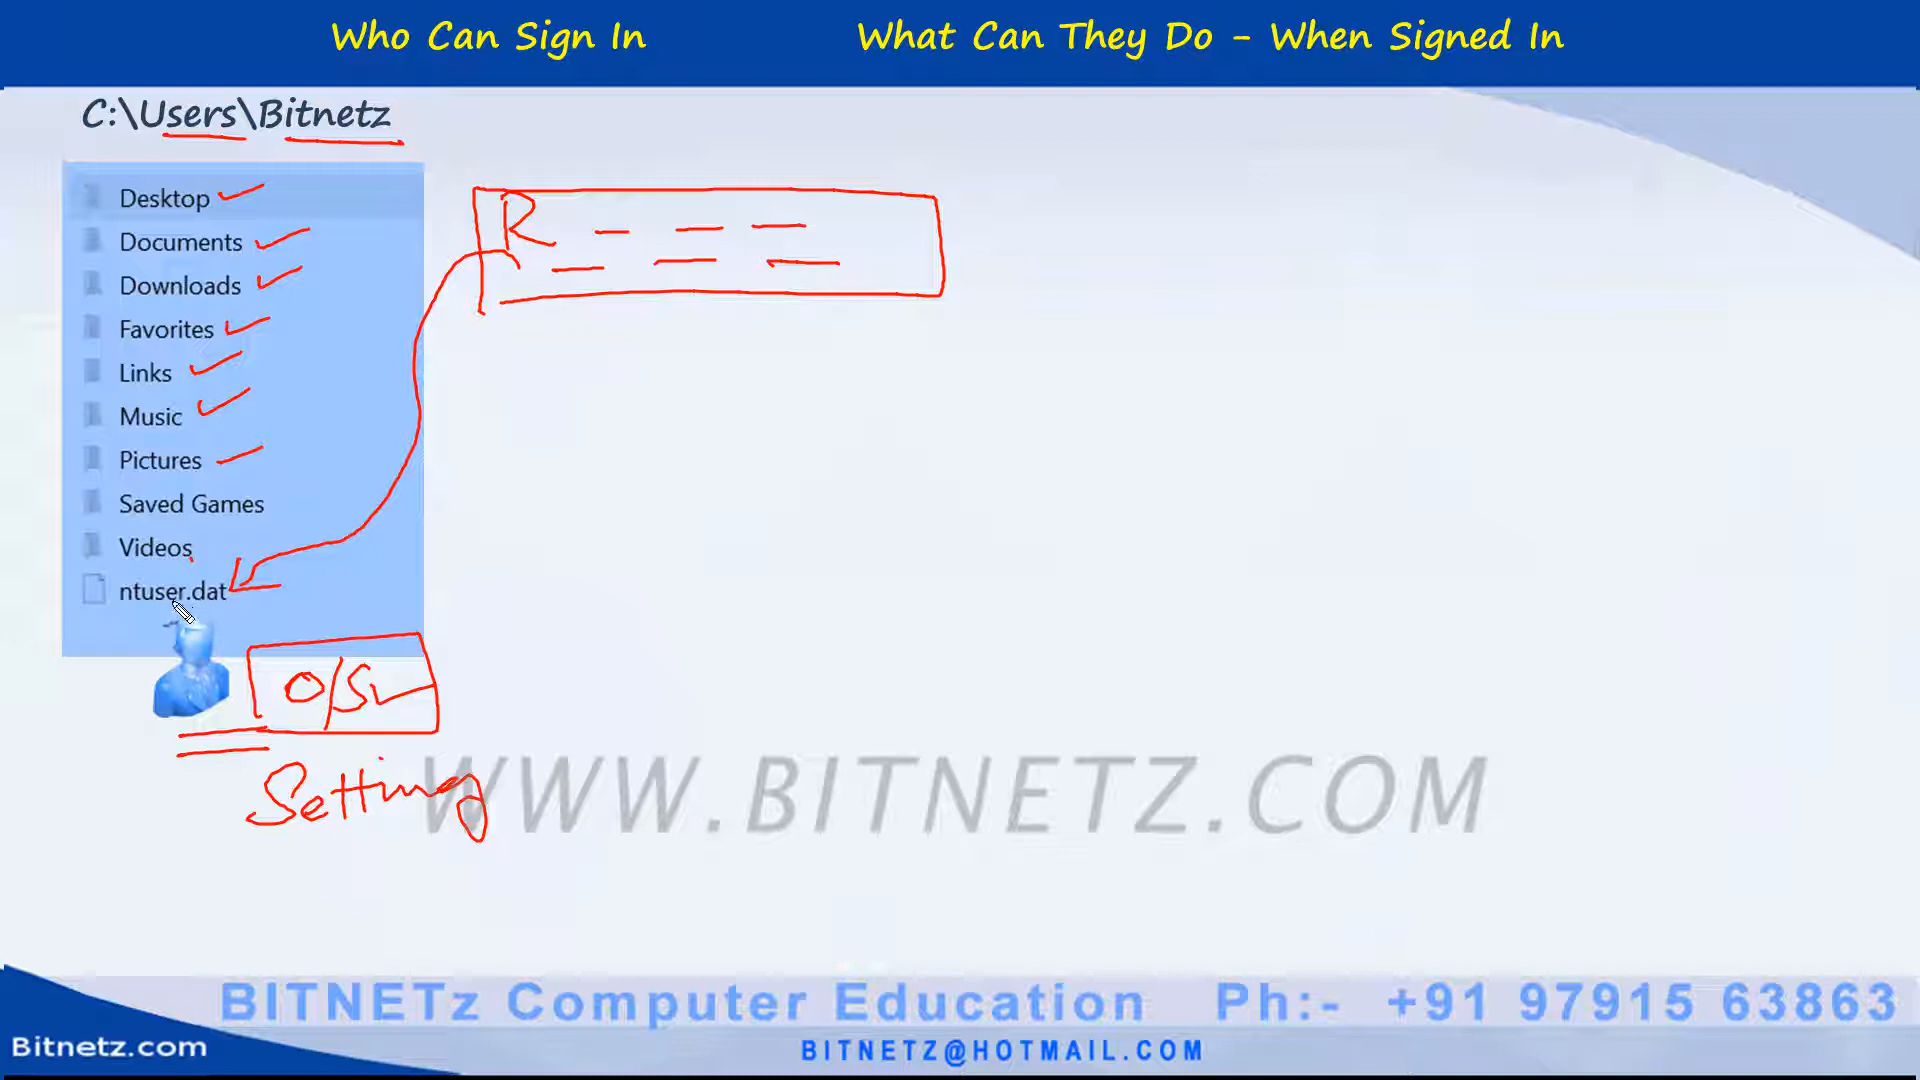 Who Can Sign In
What Can They Do - When Signed In
C:\Users\Bitnetz
Desktop
R
Documents
Downloads
Favorites
Links
Music
Pictures
Saved Games
Videos
ntuser.dat
O/S
Setting
WWW.BITNETZ.COM
BITNETz Computer Education Ph:- +91 97915 63863
Bitnetz.com
BITNETZ@HOTMAIL.COM